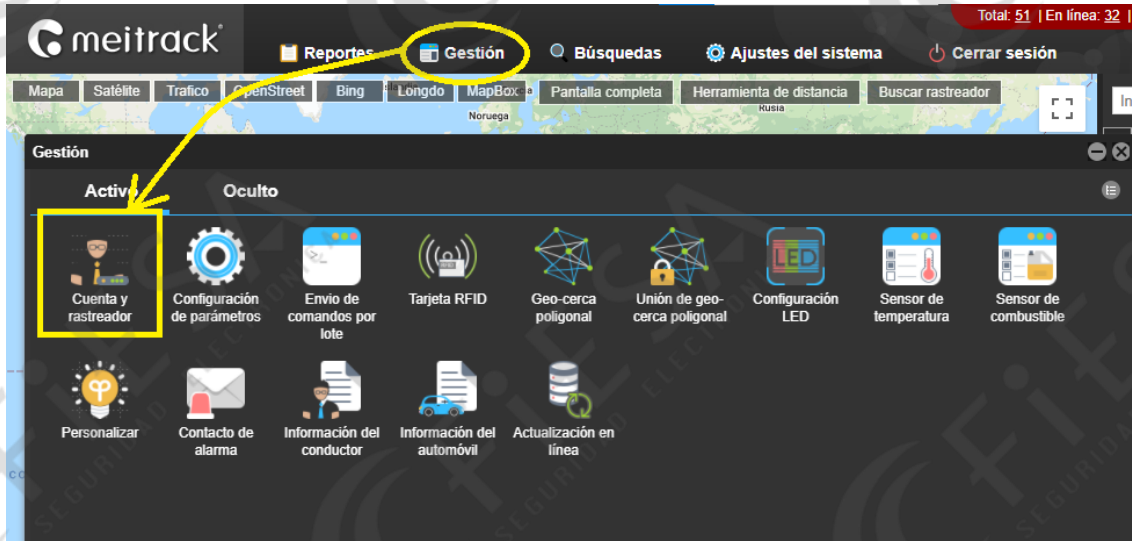 Total: 51 | En línea: 32 |
meitrack
Reportes Gestión Búsquedas Ajustes del sistema Cerrar sesión
Mapa Satélite Trafico OpenStreet Bing Longdo MapBox Pantalla completa Herramienta de distancia Buscar rastreador
Noruega
Rusia
In
Gestión
Activo Oculto
Cuenta y rastreador
Configuración de parámetros
Envio de comandos por lote
Tarjeta RFID
Geo-cerca poligonal
Unión de geo-cerca poligonal
LED
Configuración LED
Sensor de temperatura
Sensor de combustible
Personalizar
Contacto de alarma
Información del conductor
Información del automóvil
Actualización en línea